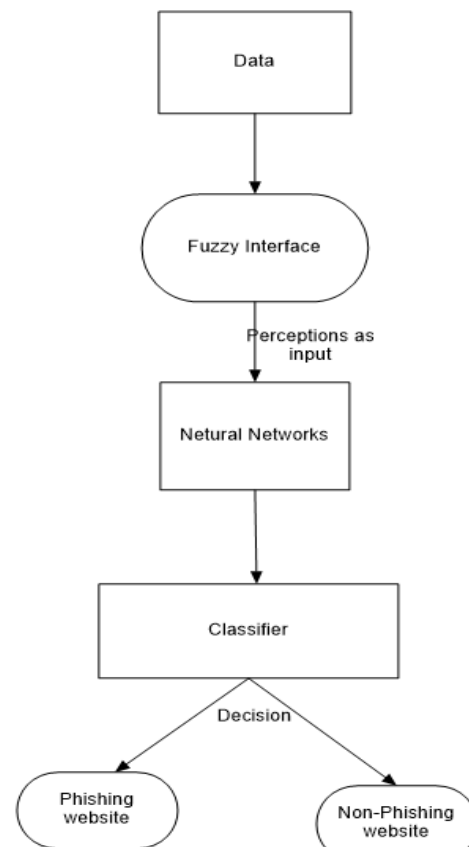 Data
Fuzzy Interface
Perceptions as
input
Netural Networks
Classifier
Decision
Phishing
website
Non-Phishing
website